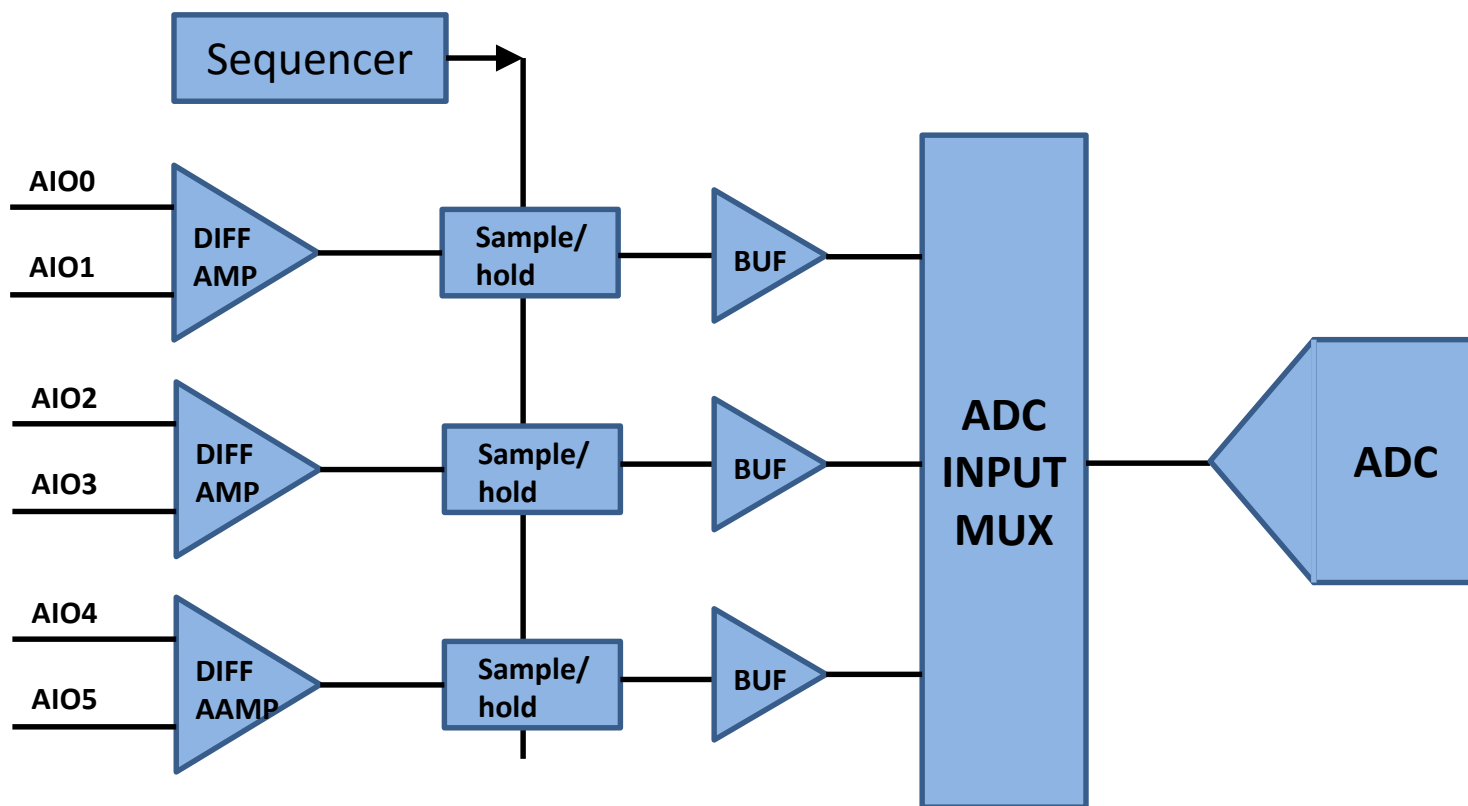 Sequencer
AIO0
AIO1
DIFF
AMP
Sample/
hold
BUF
AIO2
AIO3
DIFF
AMP
Sample/
hold
BUF
ADC
INPUT
MUX
ADC
AIO4
AIO5
DIFF
AAMP
Sample/
hold
BUF